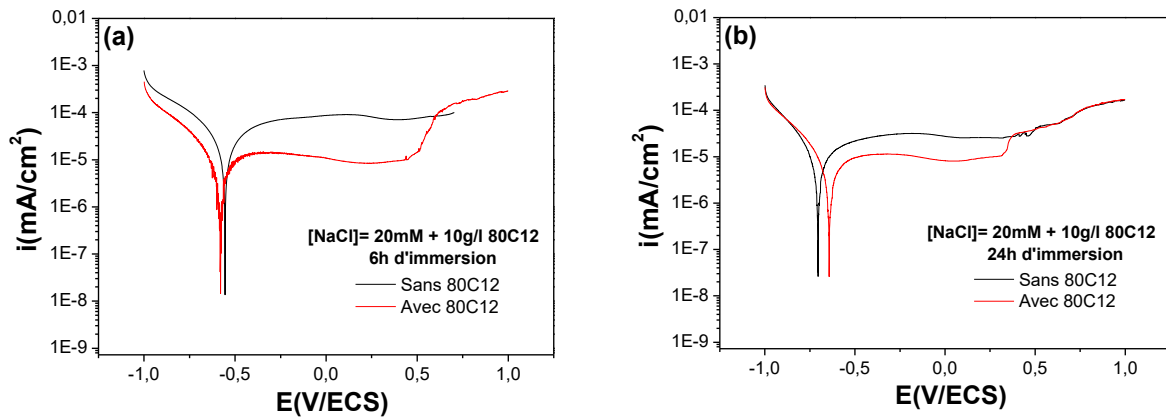 (a)
0,01
1E-3
1E-4
1E-5
1E-6
1E-7
1E-8
1E-9
i(mA/cm²)
[NaCl]= 20mM + 10g/l 80C12
6h d'immersion
Sans 80C12
Avec 80C12
-1,0 -0,5 0,0 0,5 1,0
E(V/ECS)
(b)
0,01
1E-3
1E-4
1E-5
1E-6
1E-7
1E-8
1E-9
i(mA/cm²)
[NaCl]= 20mM + 10g/l 80C12
24h d'immersion
Sans 80C12
Avec 80C12
-1,0 -0,5 0,0 0,5 1,0
E(V/ECS)